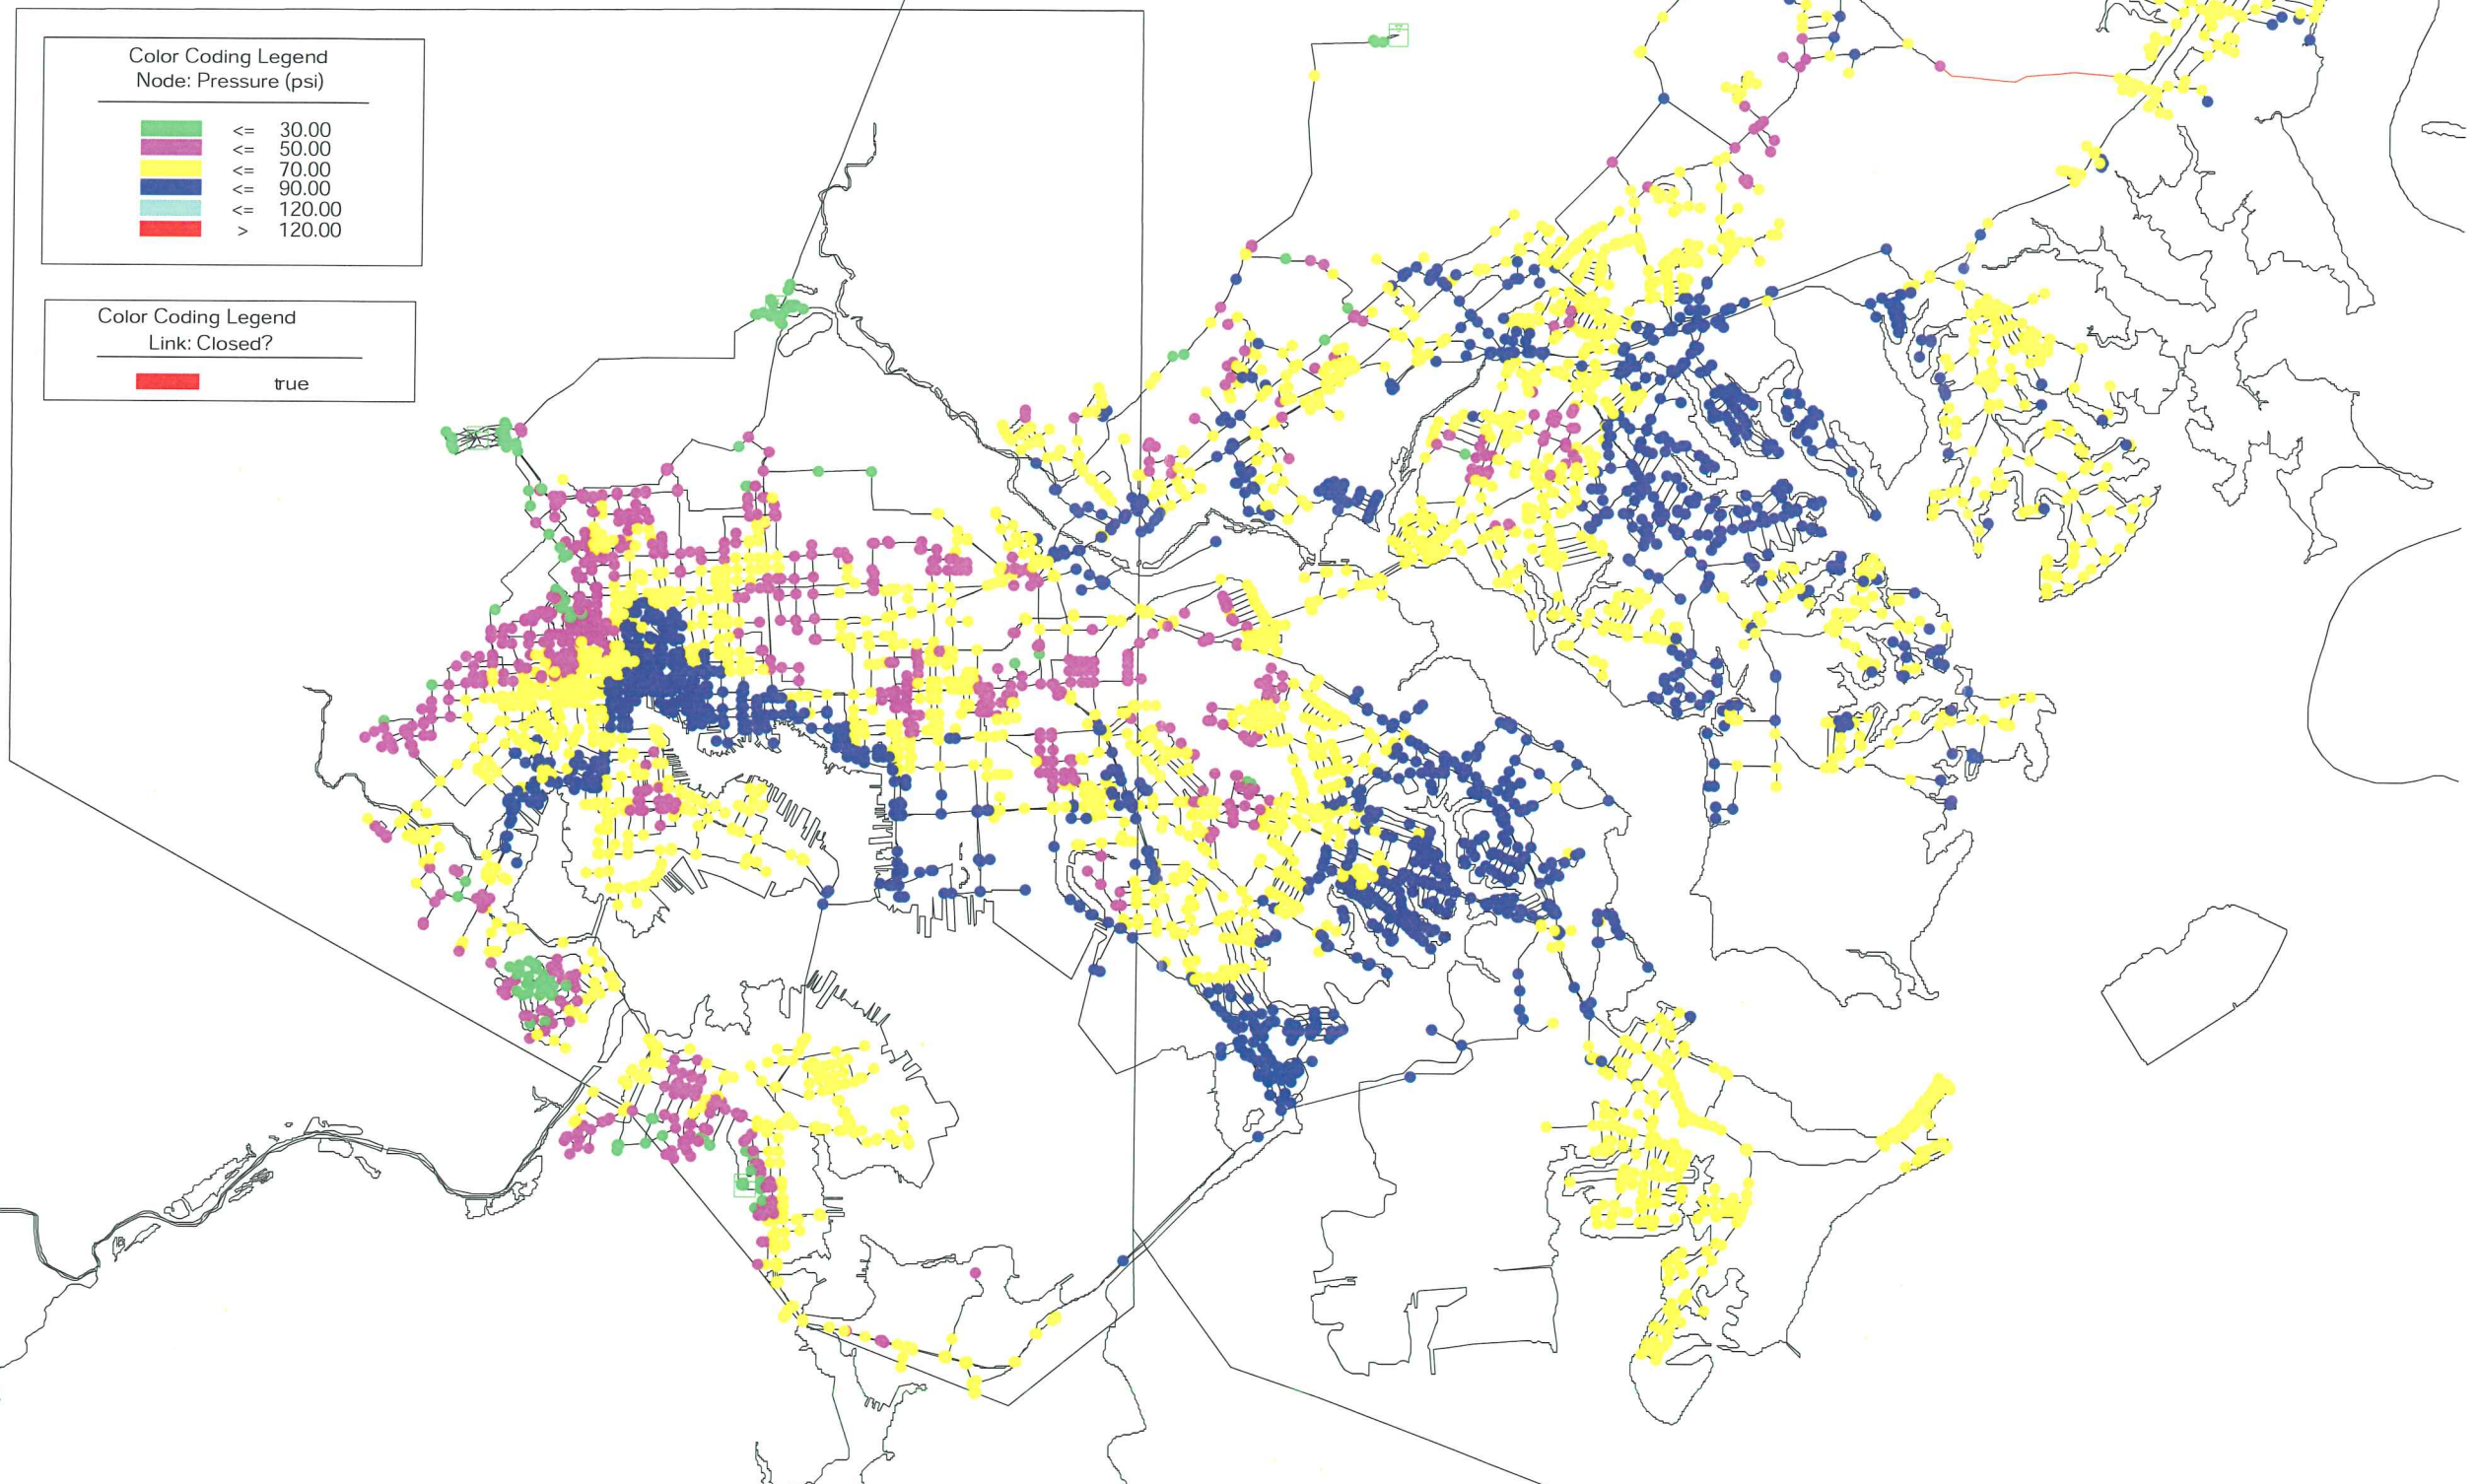 Color Coding Legend
Node: Pressure (psi)
<= 30.00
<= 50.00
<= 70.00
<= 90.00
<= 120.00
> 120.00
Color Coding Legend
Link: Closed?
true